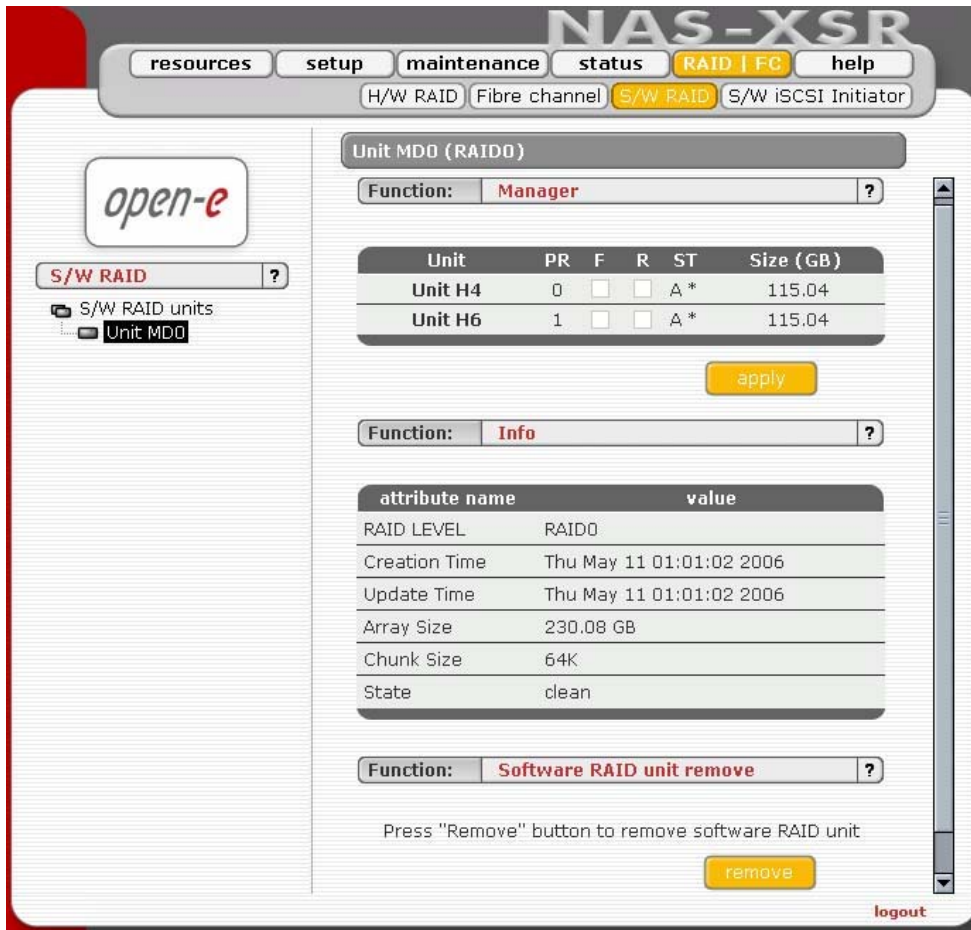 NAS-XSR
resources setup maintenance status RAID | FC help
H/W RAID Fibre channel S/W RAID S/W iSCSI Initiator
open-e
S/W RAID ?
S/W RAID units
Unit MD0
Unit MD0 (RAID0)
Function: Manager ?
Unit PR F R ST Size (GB)
Unit H4 0 A * 115.04
Unit H6 1 A * 115.04
apply
Function: Info ?
attribute name value
RAID LEVEL RAID0
Creation Time Thu May 11 01:01:02 2006
Update Time Thu May 11 01:01:02 2006
Array Size 230.08 GB
Chunk Size 64K
State clean
Function: Software RAID unit remove ?
Press "Remove" button to remove software RAID unit
remove
logout